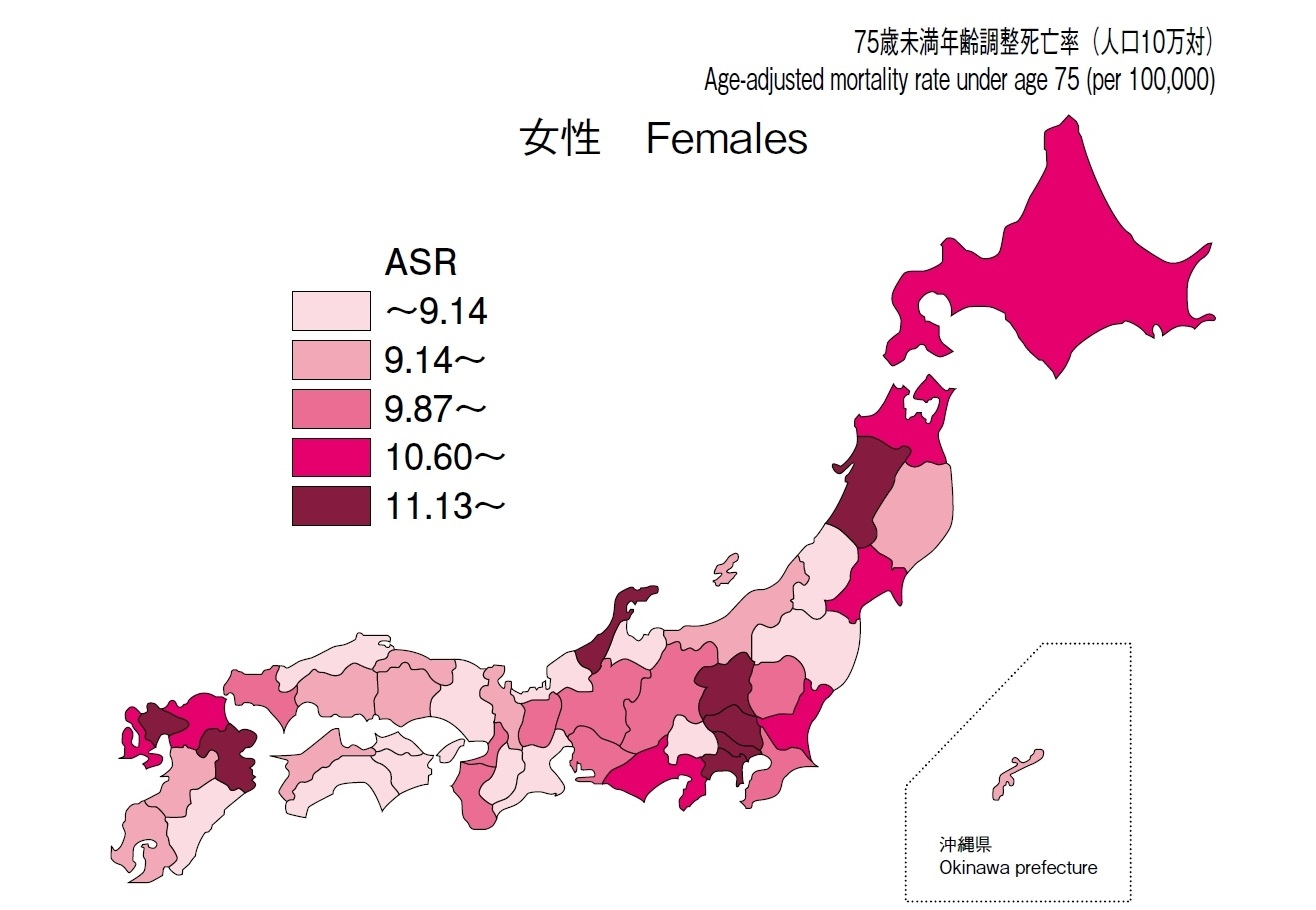 75歳未満年齢調整死亡率（人口10万対）
Age-adjusted mortality rate under age 75 (per 100,000)
女性　Females
ASR
～9.14
9.14～
9.87～
10.60～
11.13～
沖縄県
Okinawa prefecture